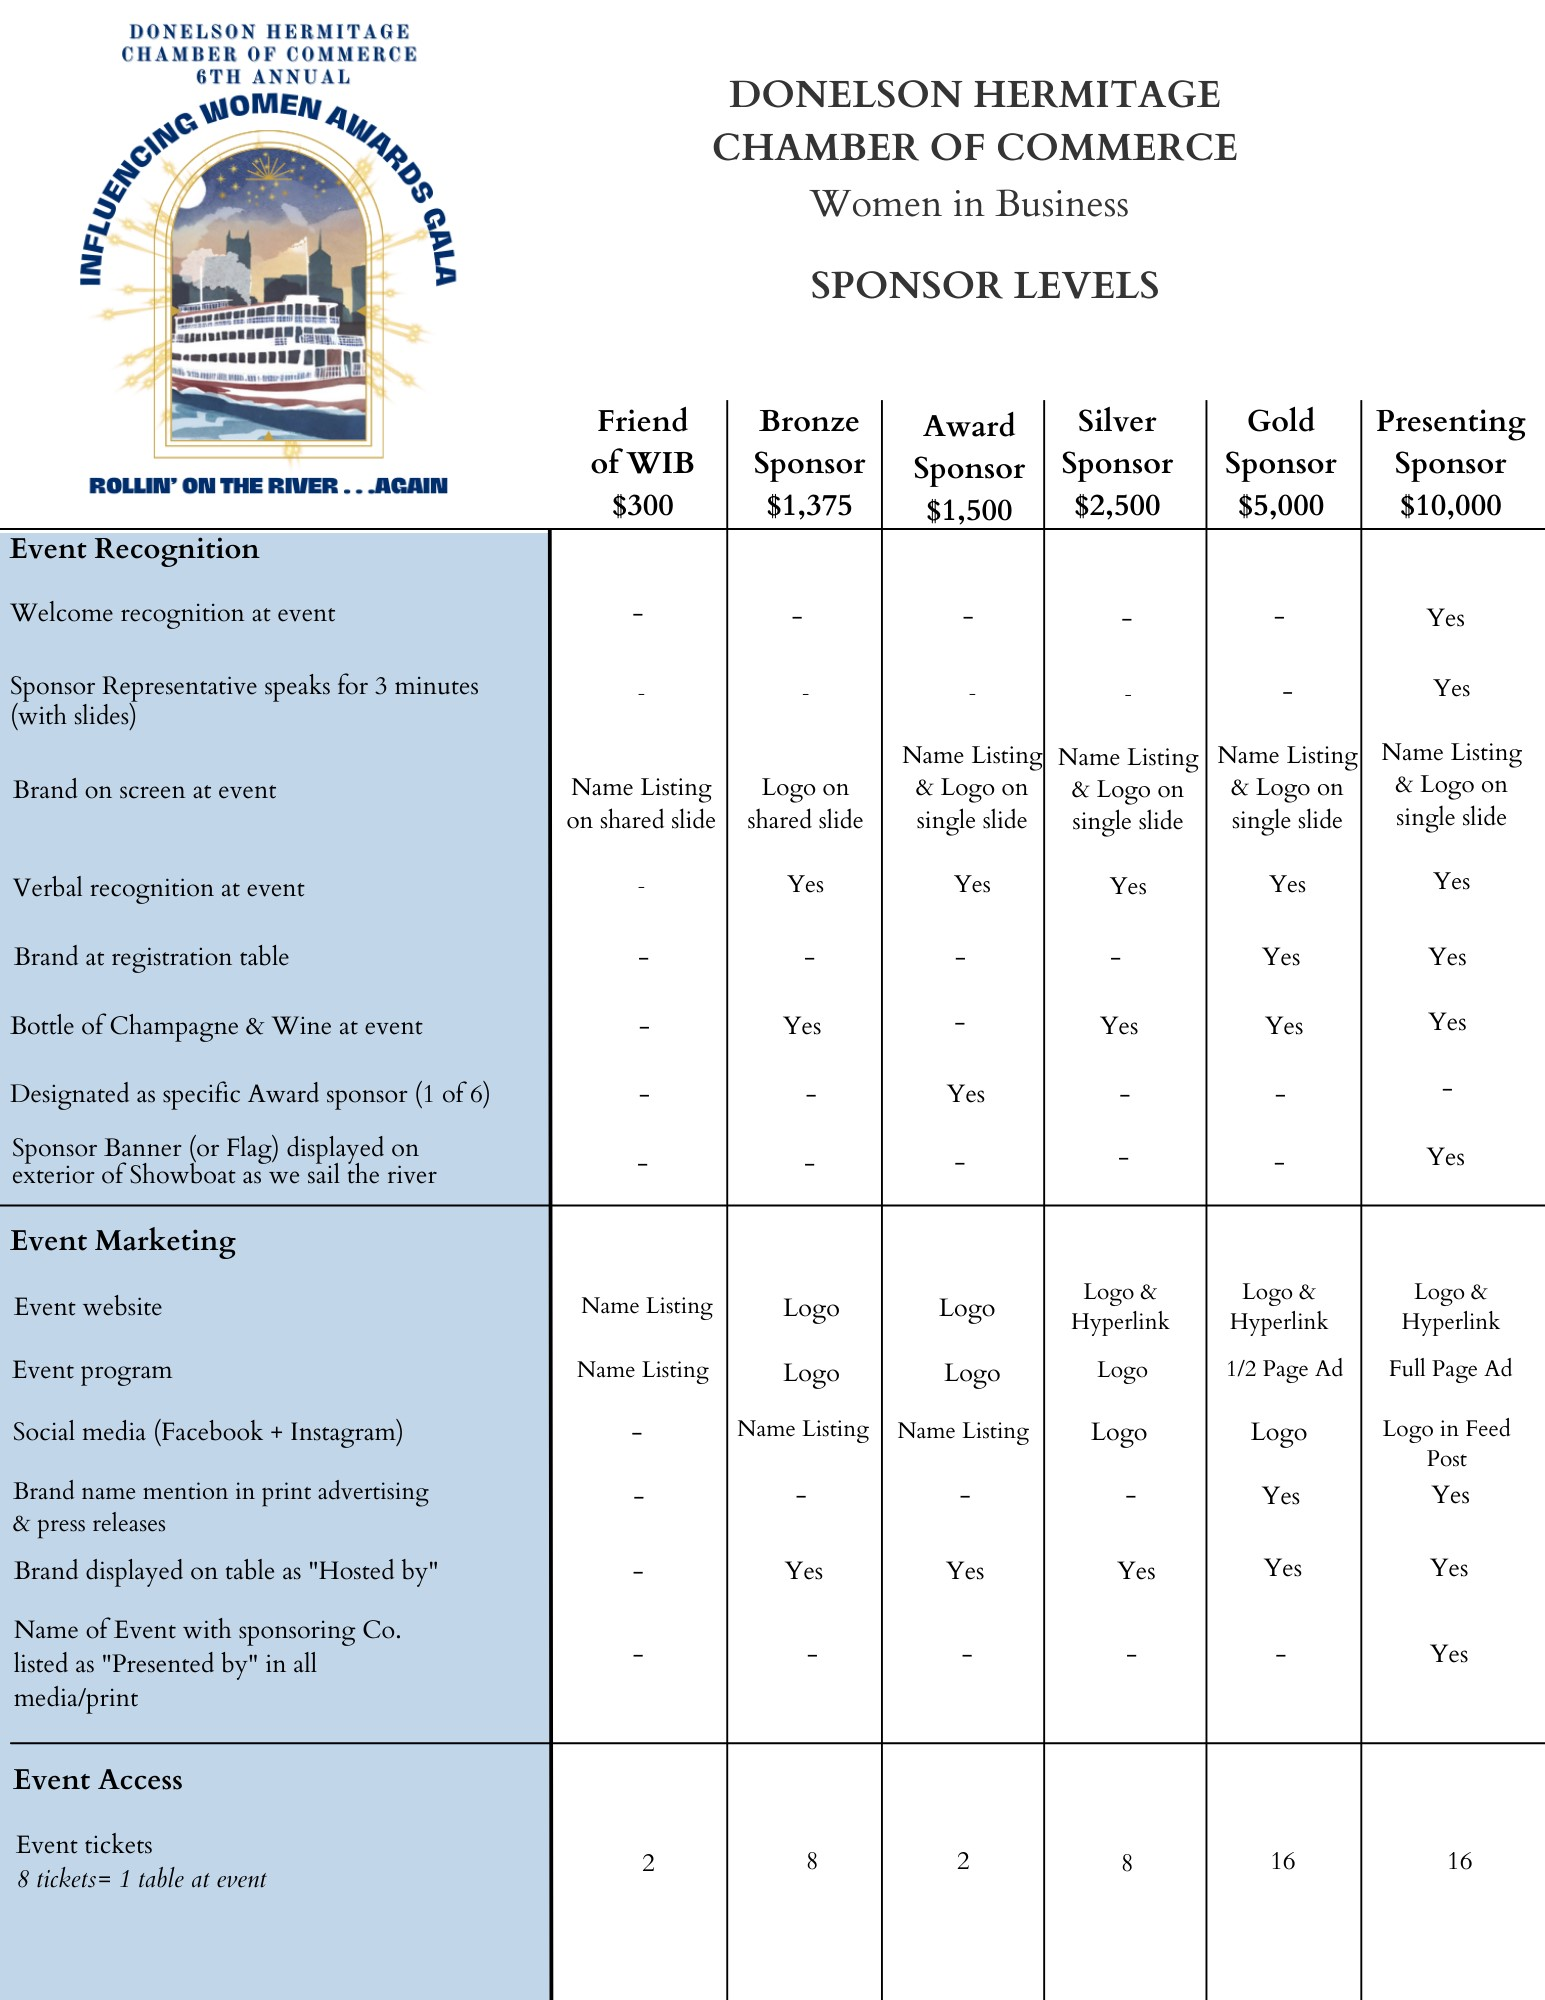 DONELSON HERMITAGE
CHAMBER OF COMMERCE
6TH ANNUAL
INFLUENCING WOMEN AWARDS GALA
ROLLIN' ON THE RIVER . . .AGAIN
DONELSON HERMITAGE
CHAMBER OF COMMERCE
Women in Business
SPONSOR LEVELS
Friend of WIB $300
Bronze Sponsor $1,375
Award Sponsor $1,500
Silver Sponsor $2,500
Gold Sponsor $5,000
Presenting Sponsor $10,000
Event Recognition
Welcome recognition at event - - - - - Yes
Sponsor Representative speaks for 3 minutes
(with slides) - - - - - Yes
Brand on screen at event
Name Listing
on shared slide
Logo on
shared slide
Name Listing
& Logo on
single slide
Name Listing
& Logo on
single slide
Name Listing
& Logo on
single slide
Name Listing
& Logo on
single slide
Verbal recognition at event - Yes Yes Yes Yes Yes
Brand at registration table - - - - Yes Yes
Bottle of Champagne & Wine at event - Yes - Yes Yes Yes
Designated as specific Award sponsor (1 of 6) - - Yes - - -
Sponsor Banner (or Flag) displayed on
exterior of Showboat as we sail the river - - - - - Yes
Event Marketing
Event website Name Listing Logo Logo
Logo &
Hyperlink
Logo &
Hyperlink
Logo &
Hyperlink
Event program Name Listing Logo Logo Logo 1/2 Page Ad Full Page Ad
Social media (Facebook + Instagram) - Name Listing Name Listing Logo Logo Logo in Feed
Post
Brand name mention in print advertising
& press releases - - - - Yes Yes
Brand displayed on table as "Hosted by" - Yes Yes Yes Yes Yes
Name of Event with sponsoring Co.
listed as "Presented by" in all
media/print - - - - - Yes
Event Access
Event tickets
8 tickets= 1 table at event
2 8 2 8 16 16